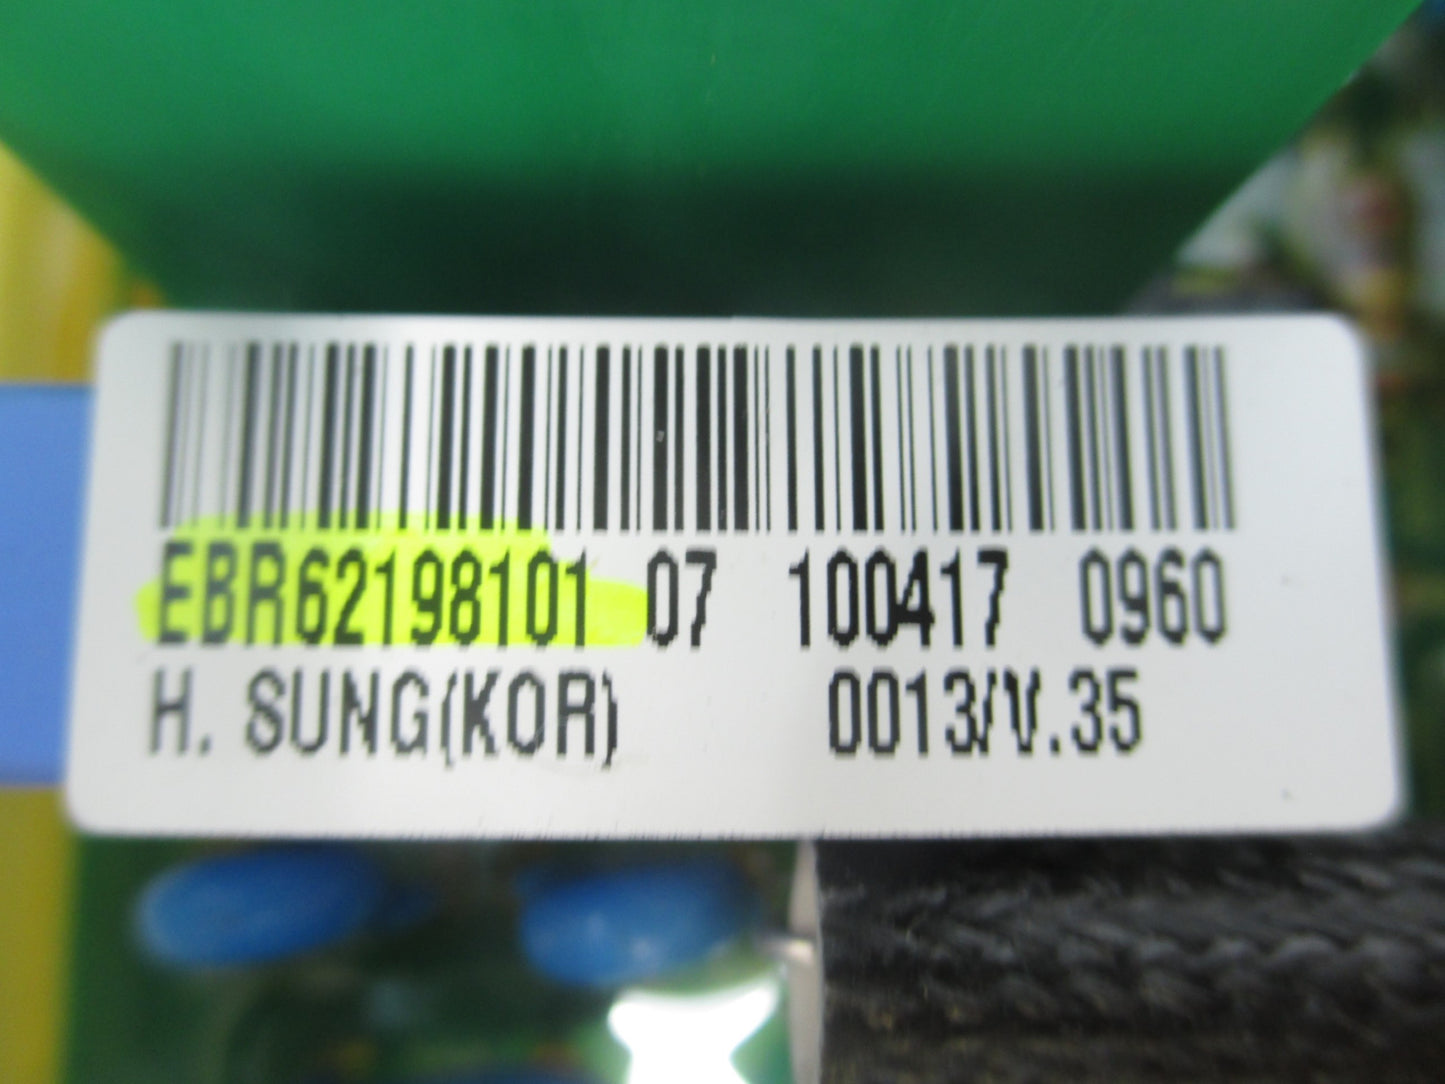 EBR62198101 07 100417 0960
H. SUNG(KOR) 0013/V.35